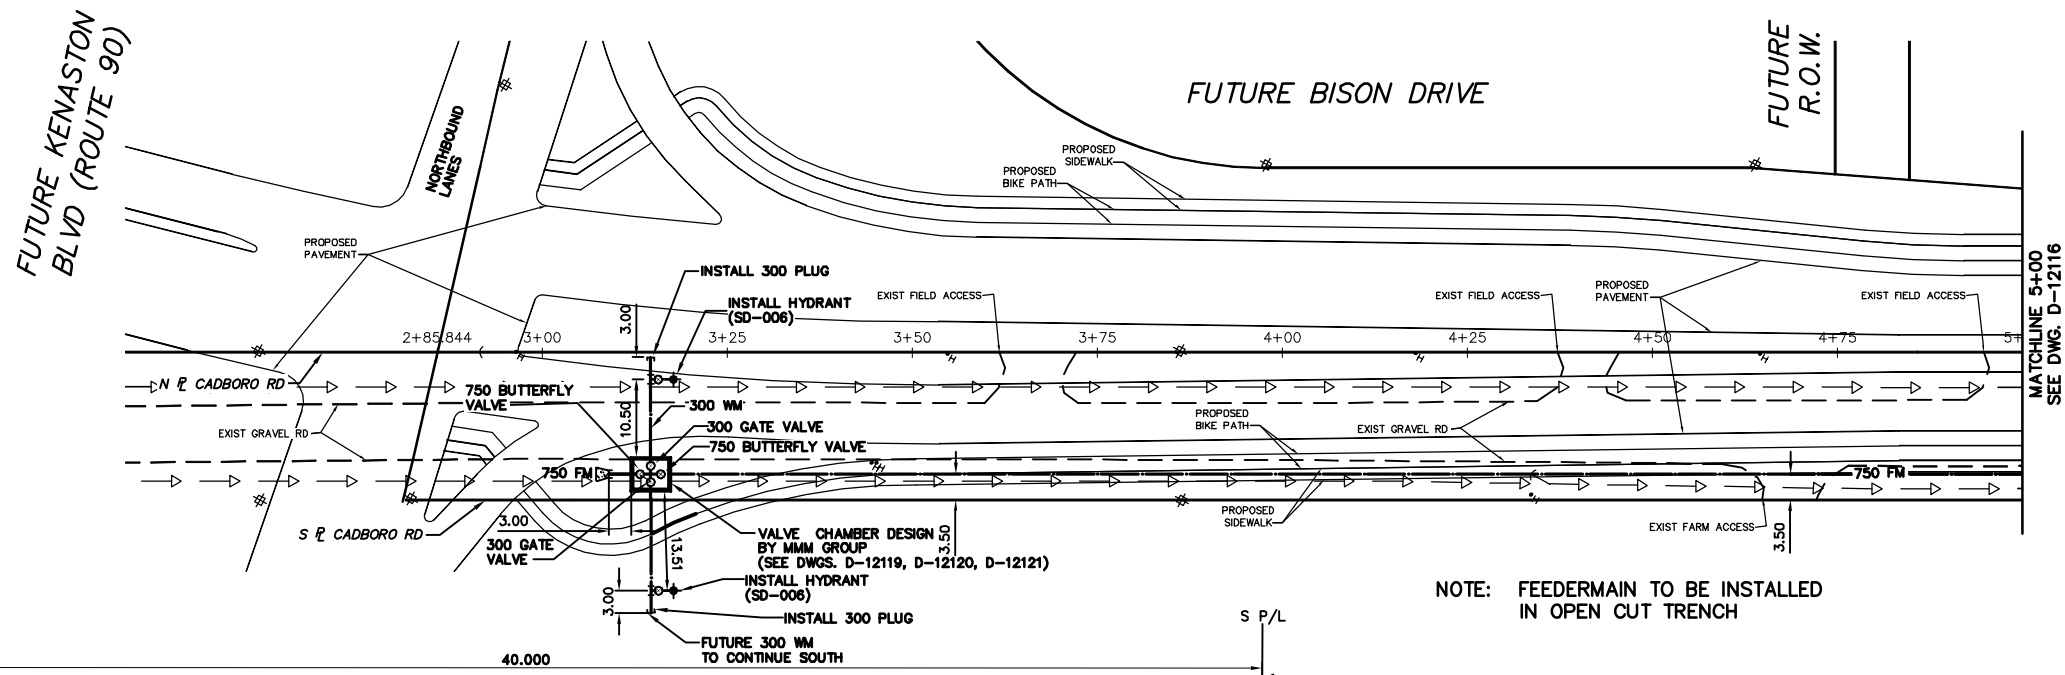 FUTURE KENASTON
BLVD (ROUTE 90)
NORTHBOUND
LANES
FUTURE BISON DRIVE
FUTURE
R.O.W.
PROPOSED
SIDEWALK
PROPOSED
BIKE PATH
PROPOSED
PAVEMENT
INSTALL 300 PLUG
INSTALL HYDRANT
(SD-006)
3.00
EXIST FIELD ACCESS
EXIST FIELD ACCESS
PROPOSED
PAVEMENT
EXIST FIELD ACCESS
MATCHLINE 5+00
SEE DWG. D-12116
2+85.844
3+00
3+25
3+50
3+75
4+00
4+25
4+50
4+75
5+
N PL CADBORO RD
750 BUTTERFLY
VALVE
10.50
300 WM
300 GATE VALVE
750 BUTTERFLY VALVE
EXIST GRAVEL RD
PROPOSED
BIKE PATH
EXIST GRAVEL RD
750 FM
750 FM
S PL CADBORO RD
3.00
300 GATE
VALVE
13.51
VALVE CHAMBER DESIGN
BY MMM GROUP
(SEE DWGS. D-12119, D-12120, D-12121)
3.50
PROPOSED
SIDEWALK
EXIST FARM ACCESS
3.50
INSTALL HYDRANT
(SD-006)
3.00
INSTALL 300 PLUG
FUTURE 300 WM
TO CONTINUE SOUTH
NOTE: FEEDERMAIN TO BE INSTALLED
IN OPEN CUT TRENCH
S P/L
40.000